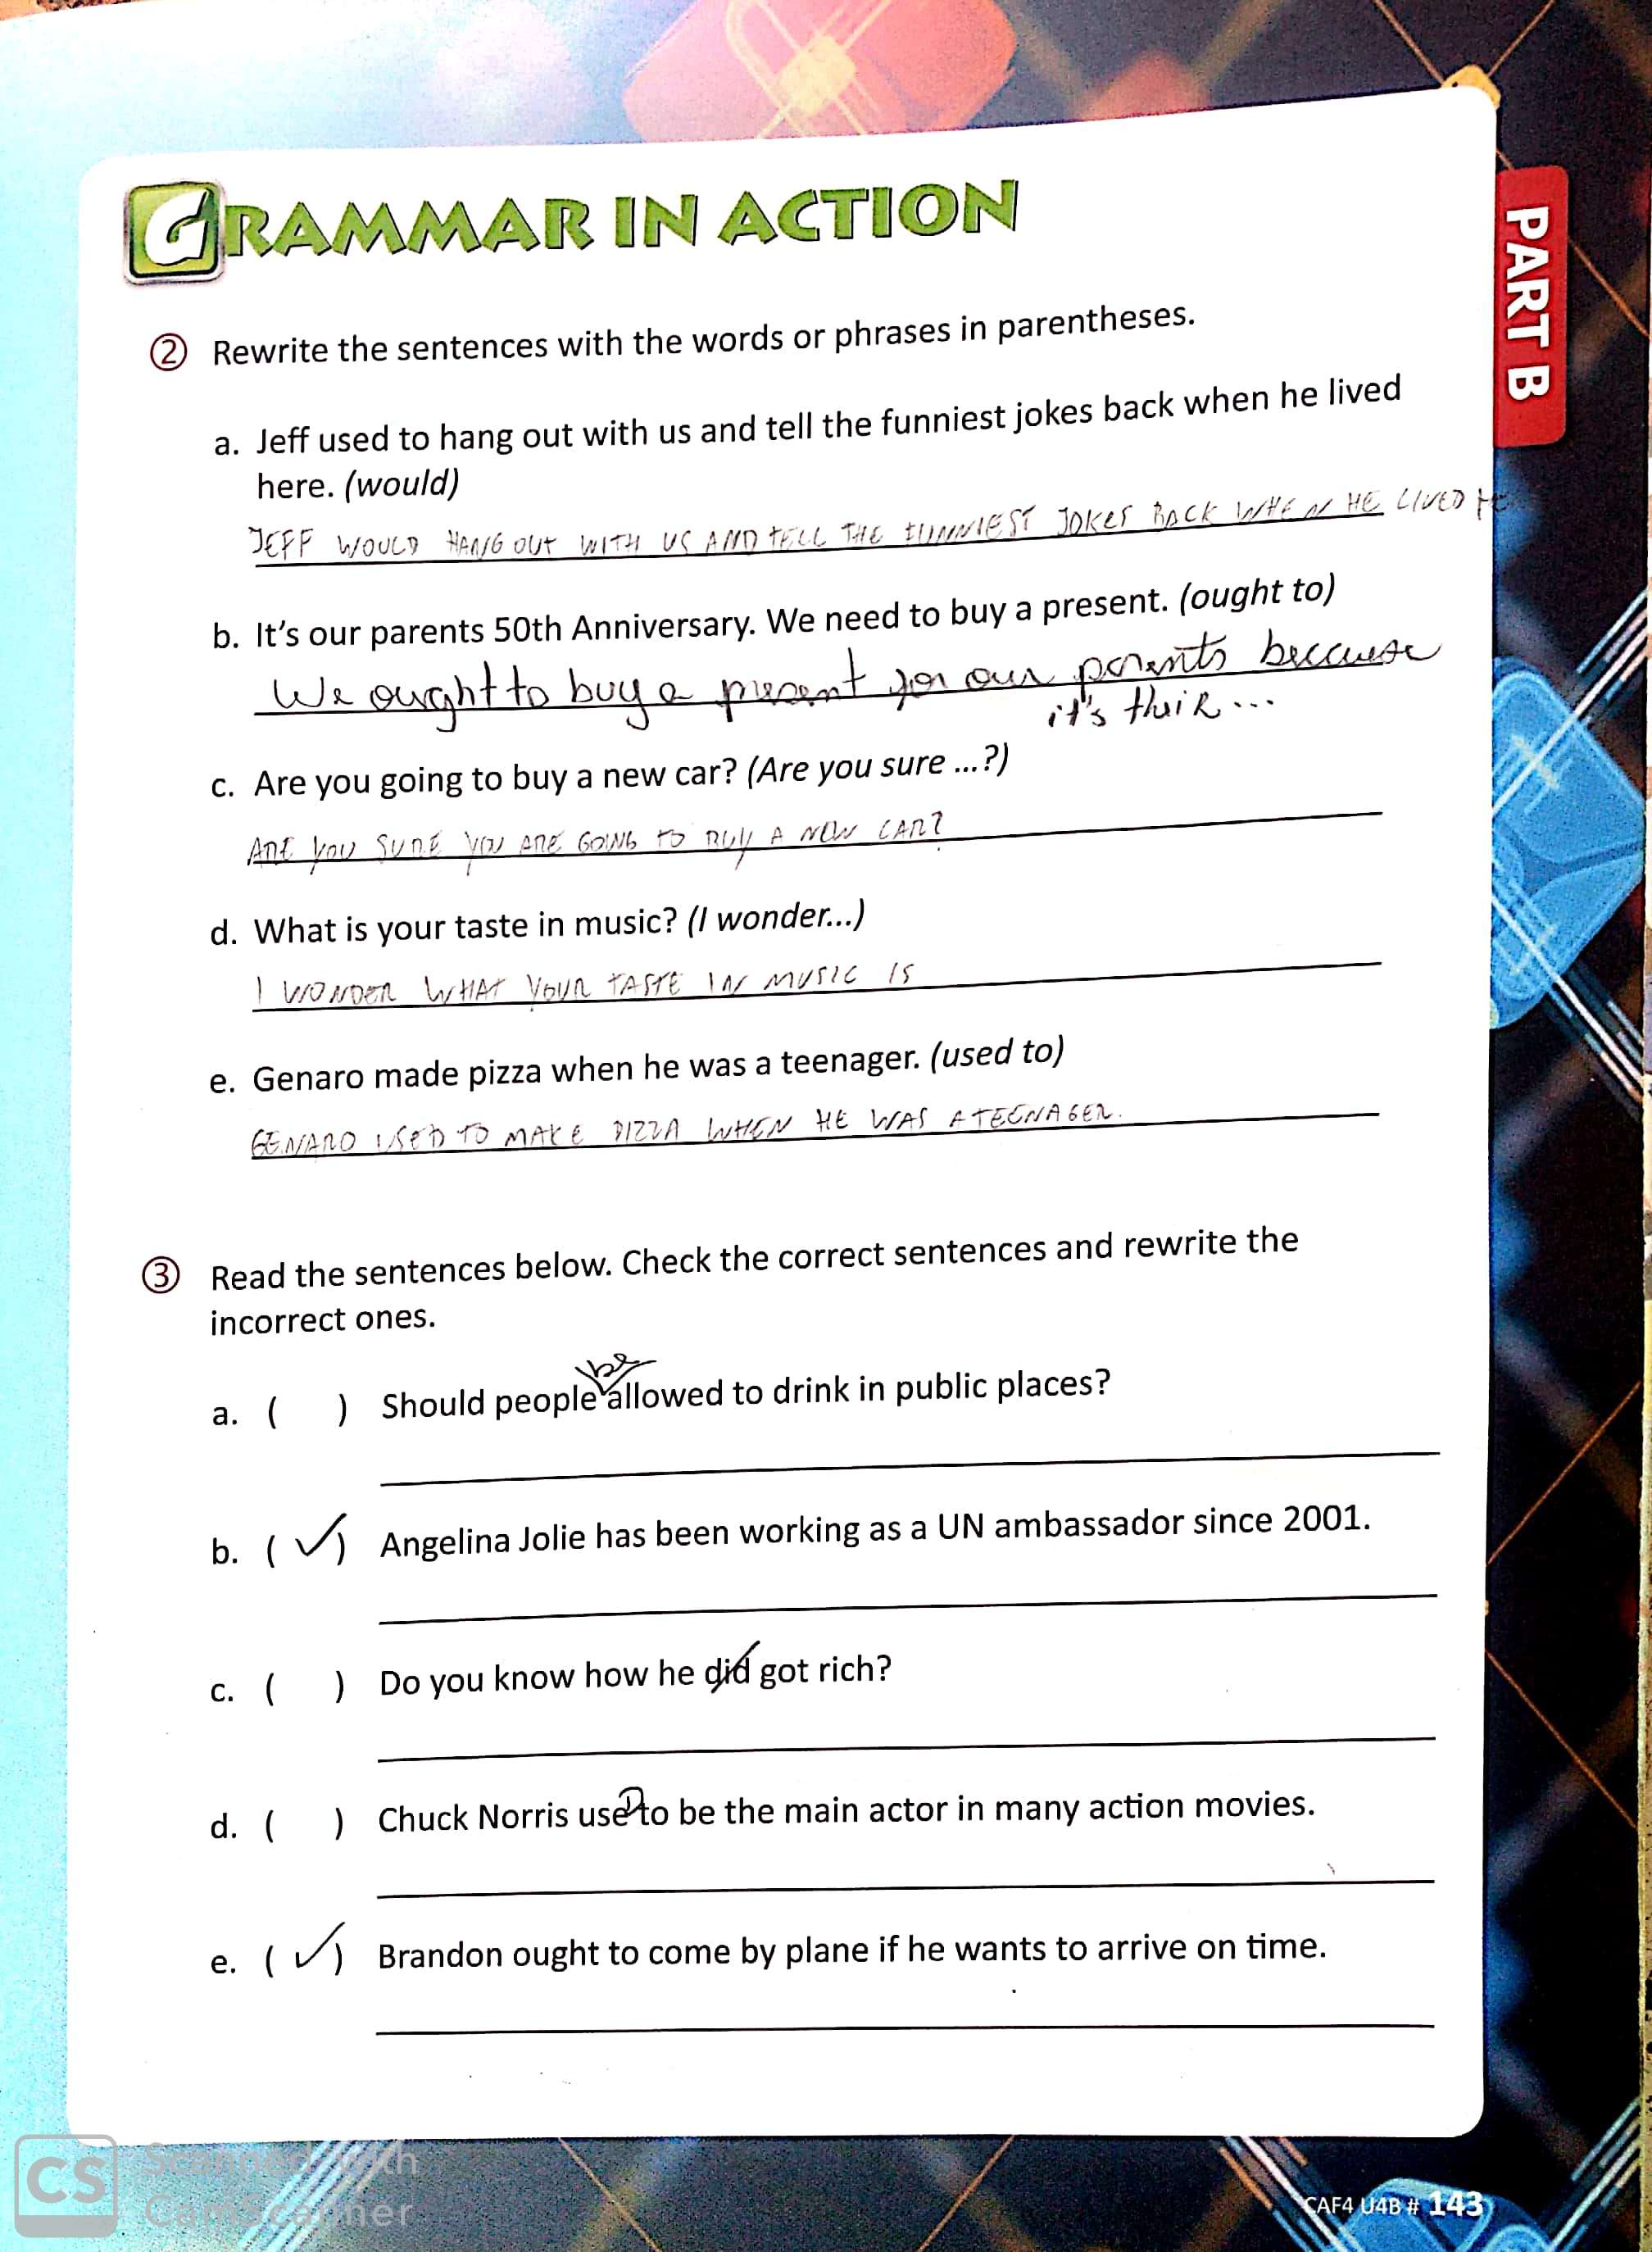 GRAMMAR IN ACTION
PART B
② Rewrite the sentences with the words or phrases in parentheses.
a. Jeff used to hang out with us and tell the funniest jokes back when he lived
here. (would)
JEFF WOULD HANG OUT WITH US AND TELL THE FUNNIEST JOKES BACK WHEN HE LIVED HE
b. It's our parents 50th Anniversary. We need to buy a present. (ought to)
We ought to buy a present for our parents because
it's their...
c. Are you going to buy a new car? (Are you sure ...?)
ARE YOU SURE YOU ARE GOING TO BUY A NEW CAR?
d. What is your taste in music? (I wonder...)
I WONDER WHAT YOUR TASTE IN MUSIC IS
e. Genaro made pizza when he was a teenager. (used to)
GENARO USED TO MAKE PIZZA WHEN HE WAS A TEENAGER.
③ Read the sentences below. Check the correct sentences and rewrite the
incorrect ones.
be
a. ( ) Should people allowed to drink in public places?
b. (✓) Angelina Jolie has been working as a UN ambassador since 2001.
c. ( ) Do you know how he did got rich?
d. ( ) Chuck Norris useD to be the main actor in many action movies.
e. (✓) Brandon ought to come by plane if he wants to arrive on time.
CS Scanned with
CamScanner
CAF4 U4B # 143